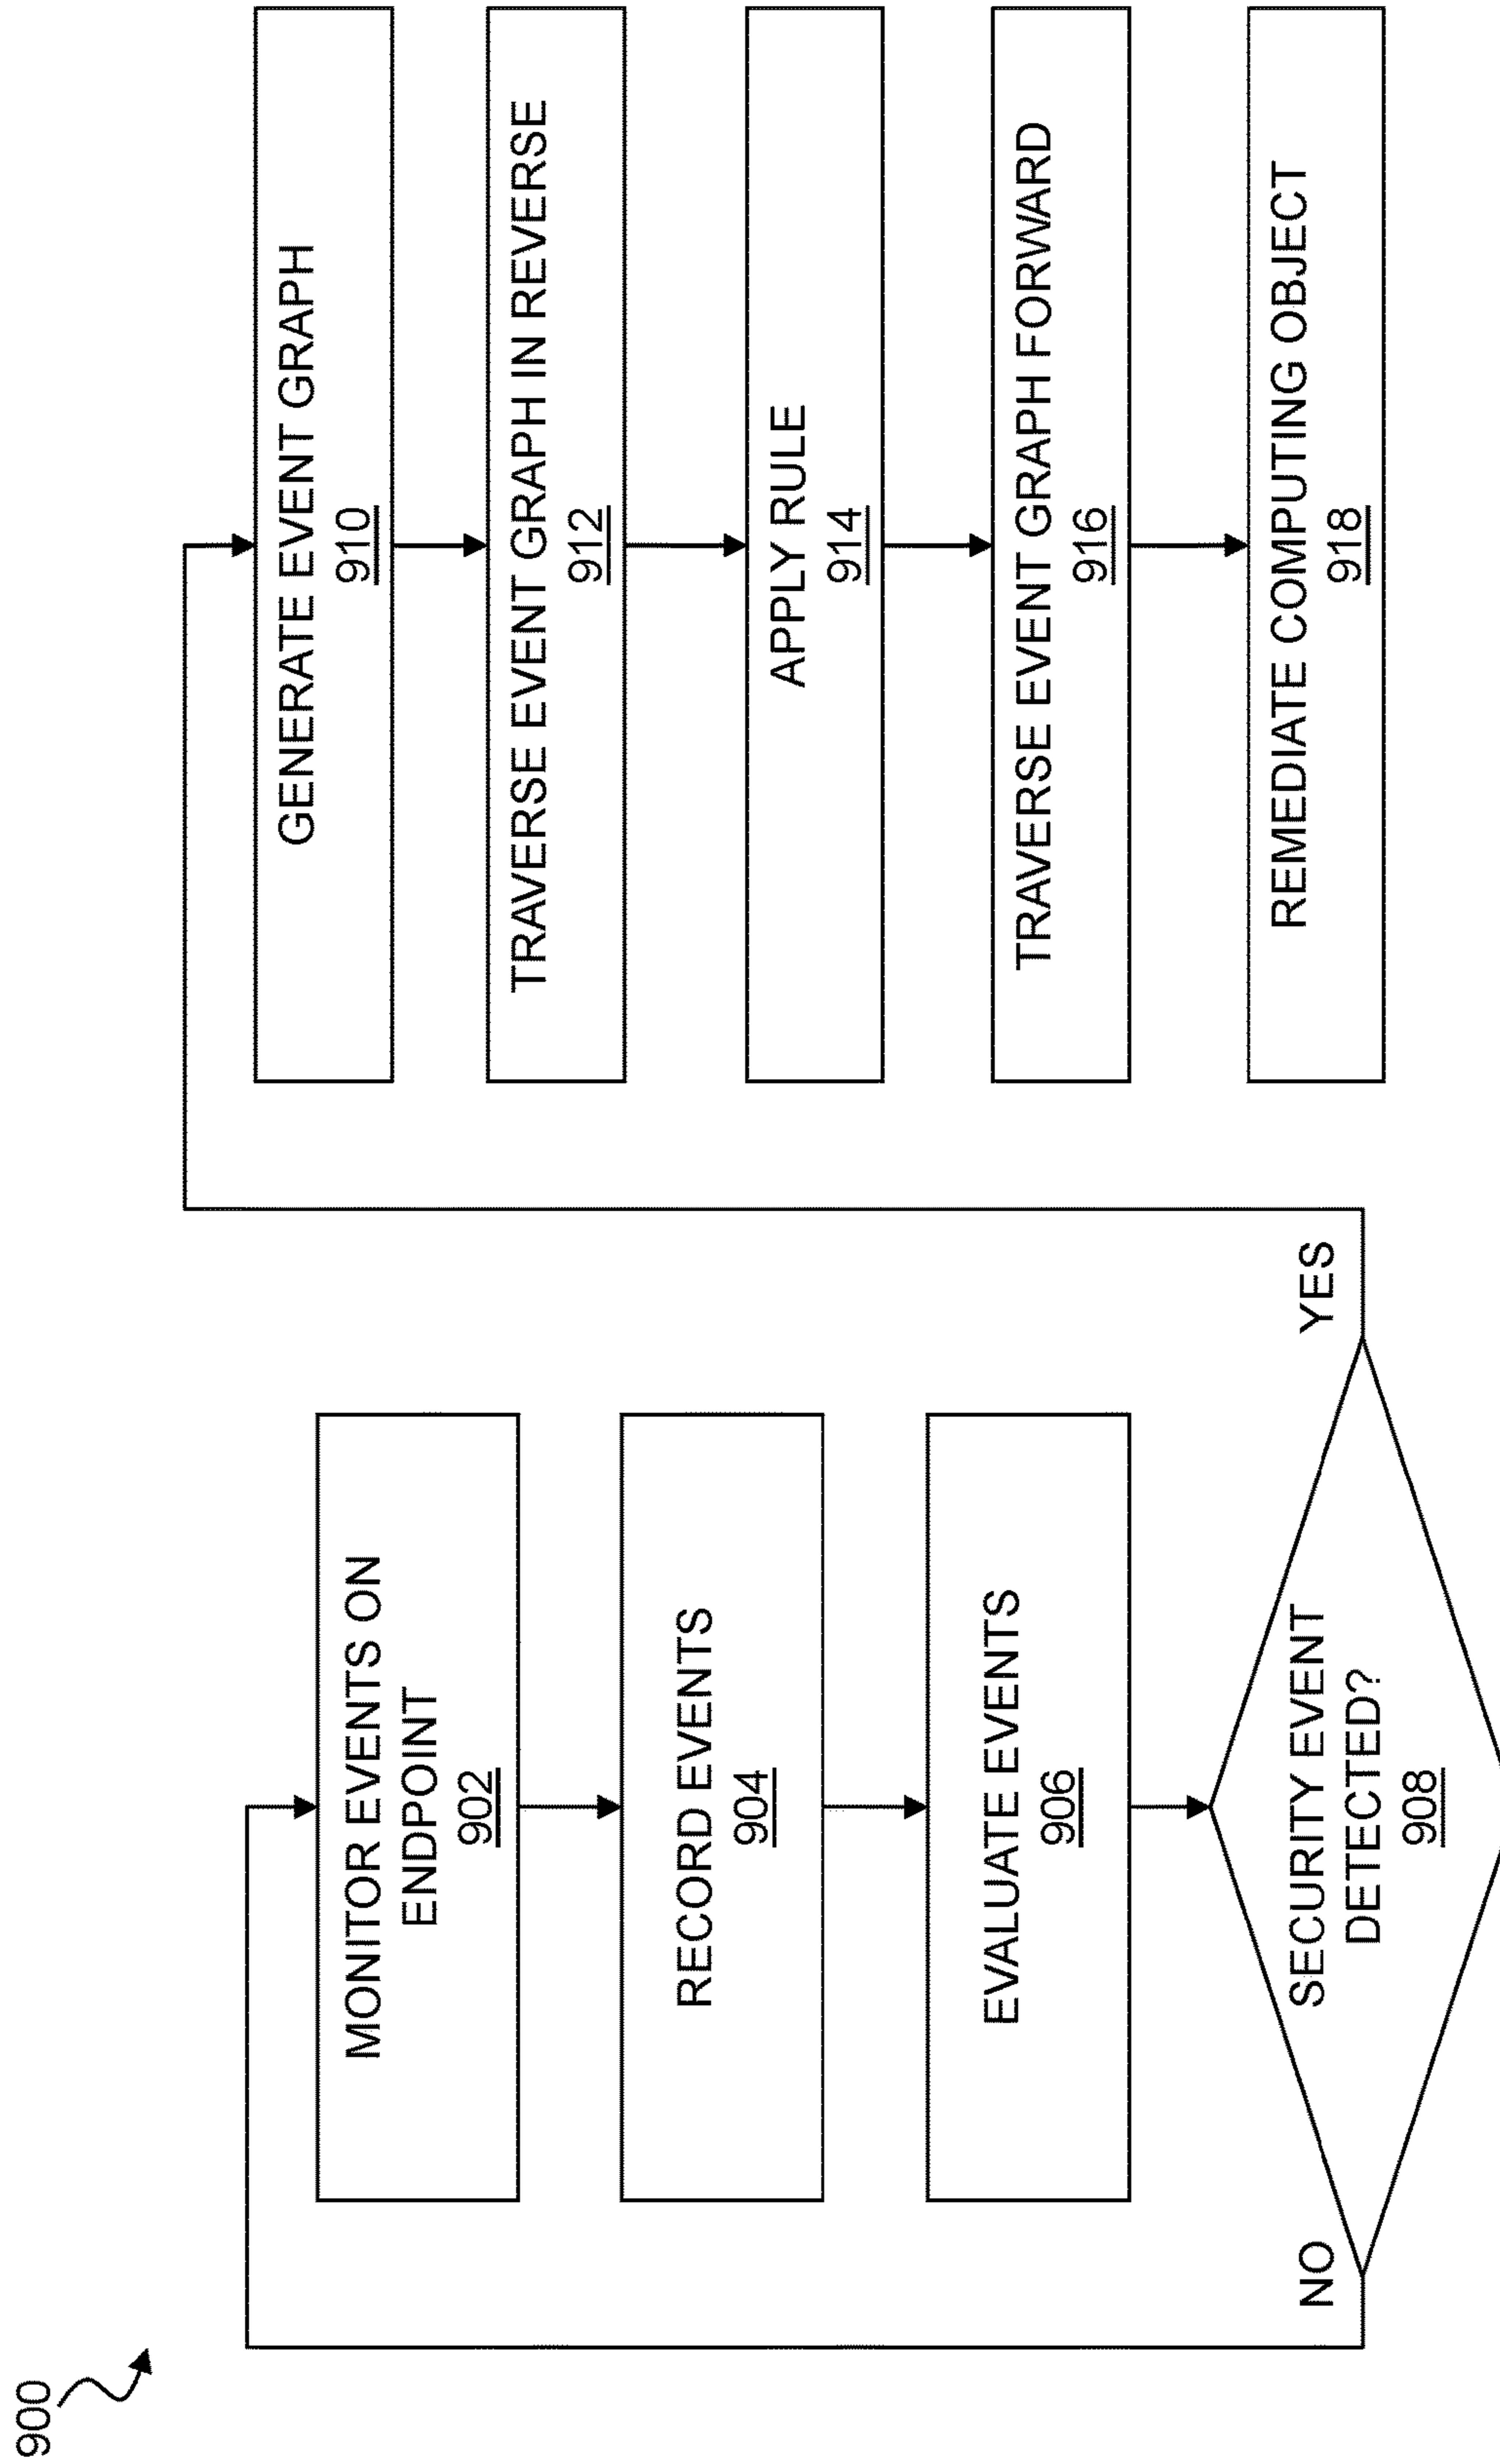 900
MONITOR EVENTS ON
ENDPOINT
902
RECORD EVENTS
904
EVALUATE EVENTS
906
SECURITY EVENT
DETECTED?
908
NO
YES
GENERATE EVENT GRAPH
910
TRAVERSE EVENT GRAPH IN REVERSE
912
APPLY RULE
914
TRAVERSE EVENT GRAPH FORWARD
916
REMEDIATE COMPUTING OBJECT
918